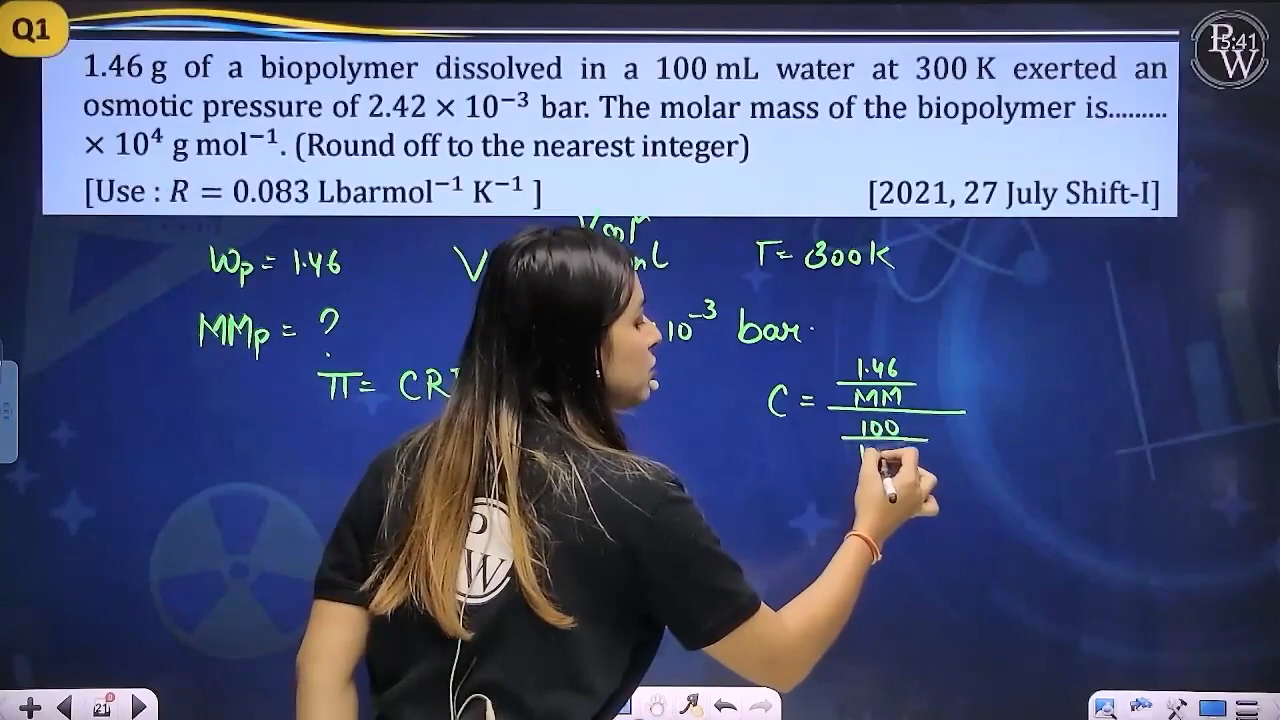 Q1
1.46 g of a biopolymer dissolved in a 100 mL water at 300 K exerted an
osmotic pressure of 2.42 × 10⁻³ bar. The molar mass of the biopolymer is.........
× 10⁴ g mol⁻¹. (Round off to the nearest integer)
[Use : R = 0.083 Lbarmol⁻¹ K⁻¹ ]
[2021, 27 July Shift-I]
5:41
P
W
Wp = 1.46
V
T = 300K
MMp = ?
10⁻³ bar.
π = CR
C =
1.46
MM
100
P
W
21